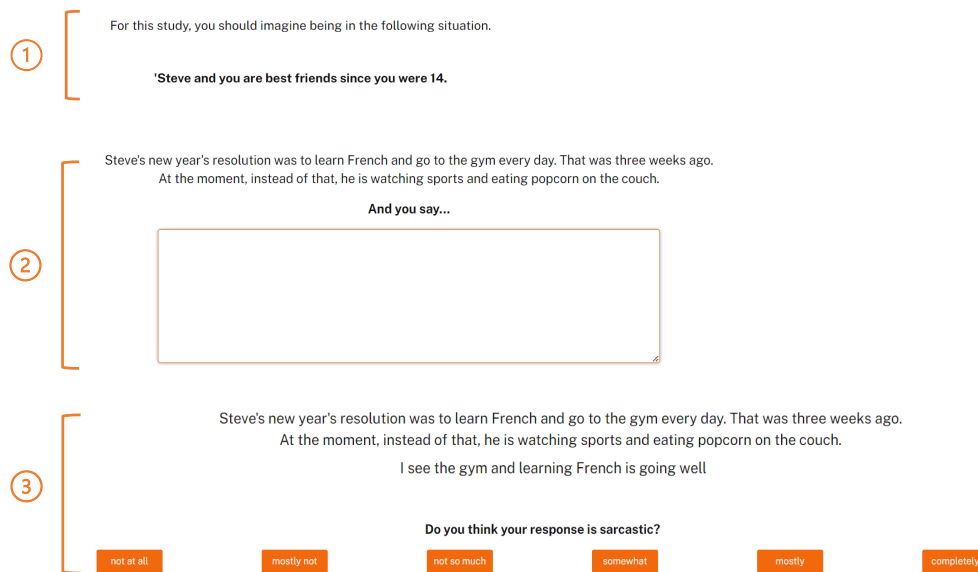 1
For this study, you should imagine being in the following situation.
'Steve and you are best friends since you were 14.
2
Steve's new year's resolution was to learn French and go to the gym every day. That was three weeks ago.
At the moment, instead of that, he is watching sports and eating popcorn on the couch.
And you say...
3
Steve's new year's resolution was to learn French and go to the gym every day. That was three weeks ago.
At the moment, instead of that, he is watching sports and eating popcorn on the couch.
I see the gym and learning French is going well
Do you think your response is sarcastic?
not at all mostly not not so much somewhat mostly completely